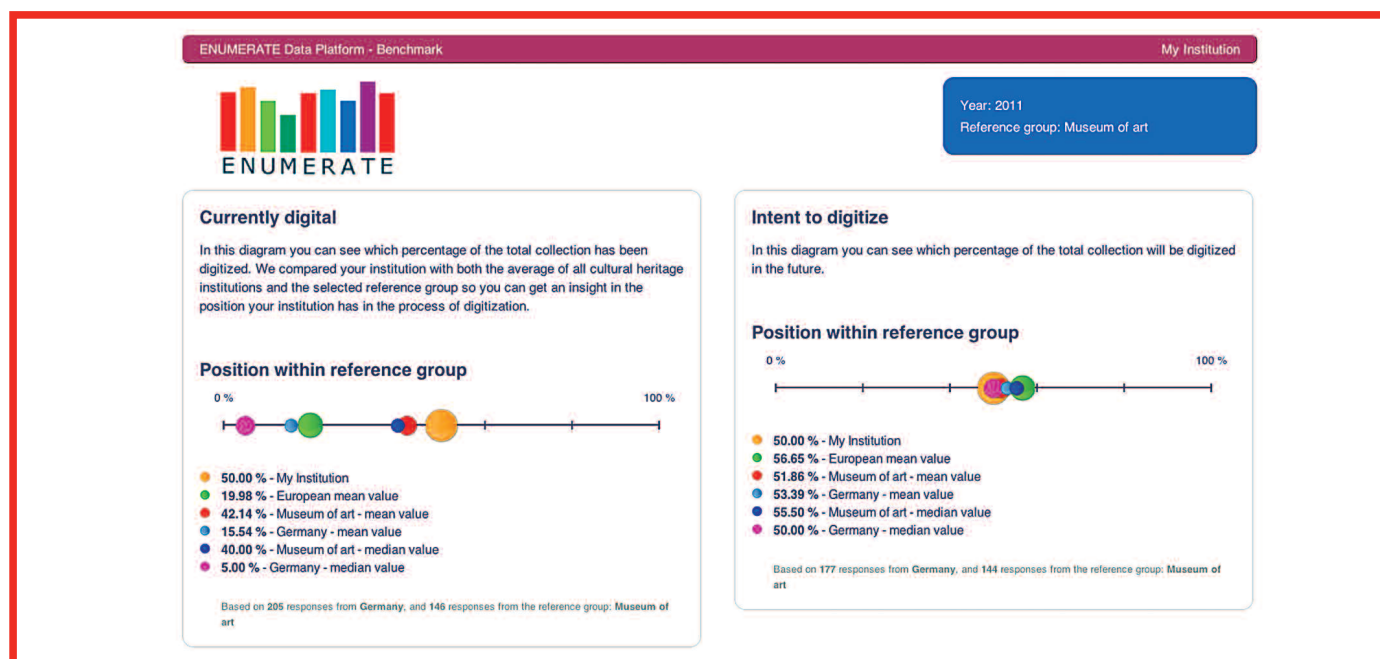 ENUMERATE Data Platform - Benchmark
My Institution
ENUMERATE
Year: 2011
Reference group: Museum of art
Currently digital
In this diagram you can see which percentage of the total collection has been
digitized. We compared your institution with both the average of all cultural heritage
institutions and the selected reference group so you can get an insight in the
position your institution has in the process of digitization.
Position within reference group
0 %
100 %
50.00 % - My Institution
19.98 % - European mean value
42.14 % - Museum of art - mean value
15.54 % - Germany - mean value
40.00 % - Museum of art - median value
5.00 % - Germany - median value
Based on 205 responses from Germany, and 146 responses from the reference group: Museum of
art
Intent to digitize
In this diagram you can see which percentage of the total collection will be digitized
in the future.
Position within reference group
0 %
100 %
50.00 % - My Institution
56.65 % - European mean value
51.86 % - Museum of art - mean value
53.39 % - Germany - mean value
55.50 % - Museum of art - median value
50.00 % - Germany - median value
Based on 177 responses from Germany, and 144 responses from the reference group: Museum of
art